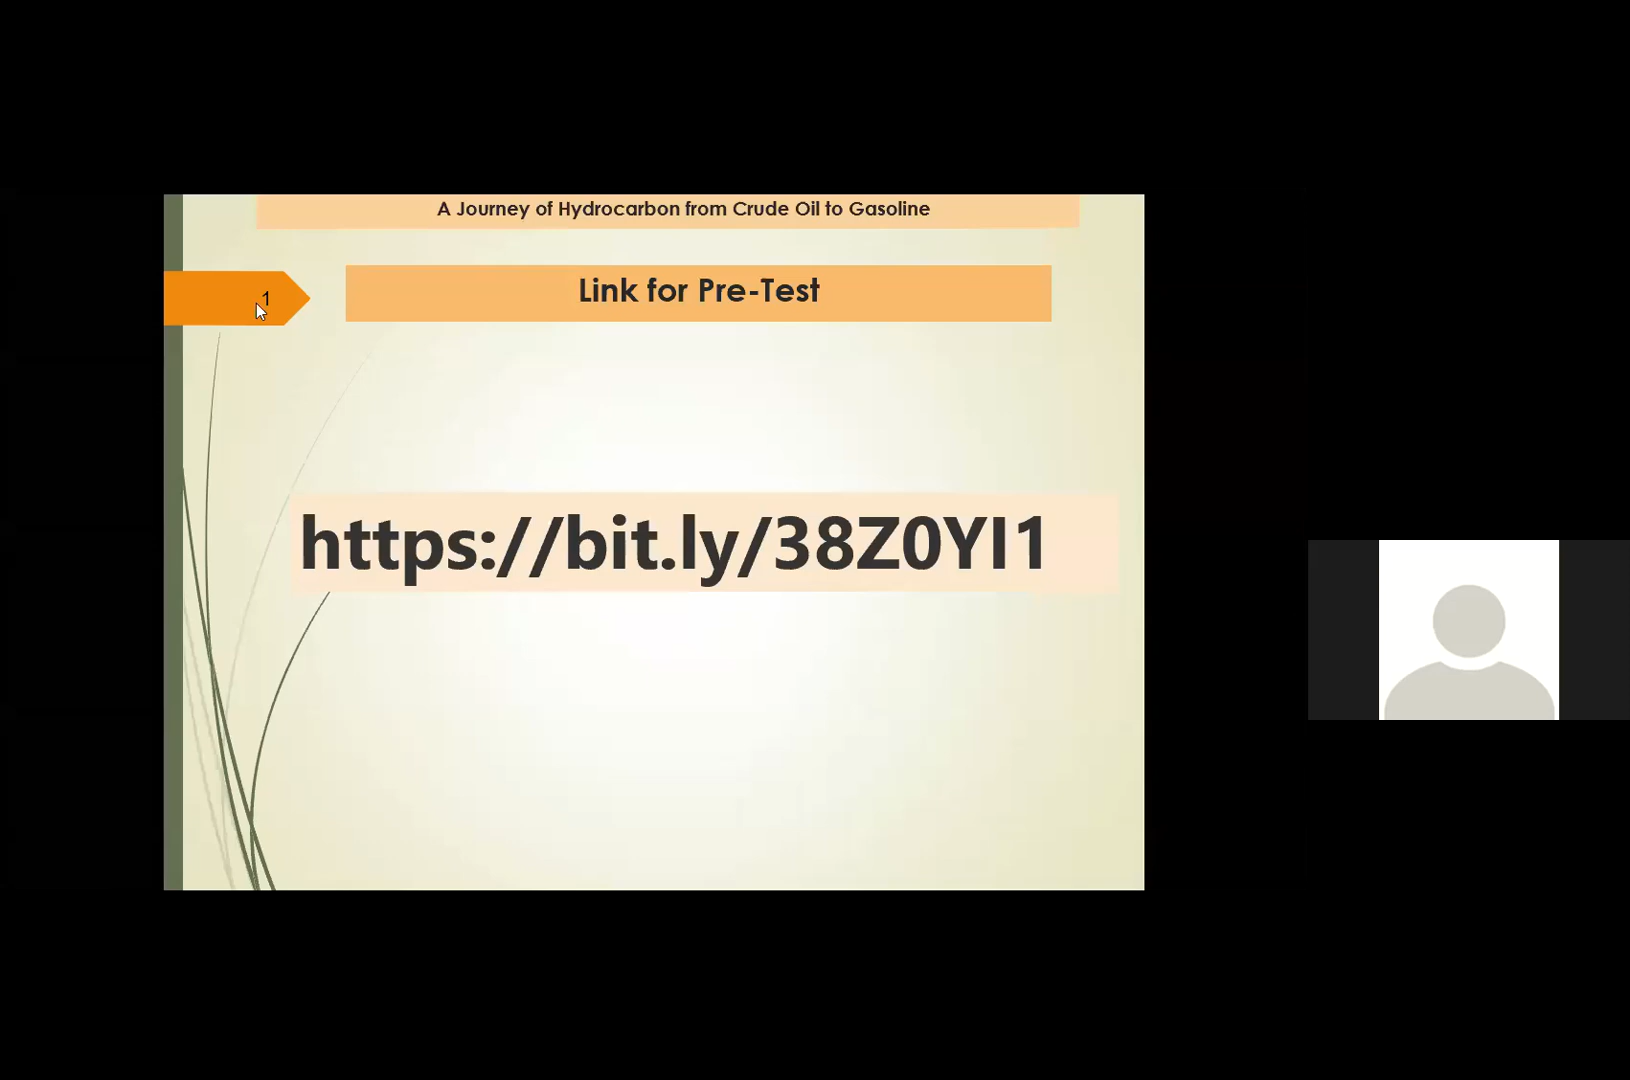 A Journey of Hydrocarbon from Crude Oil to Gasoline
1
Link for Pre-Test
https://bit.ly/38Z0YI1